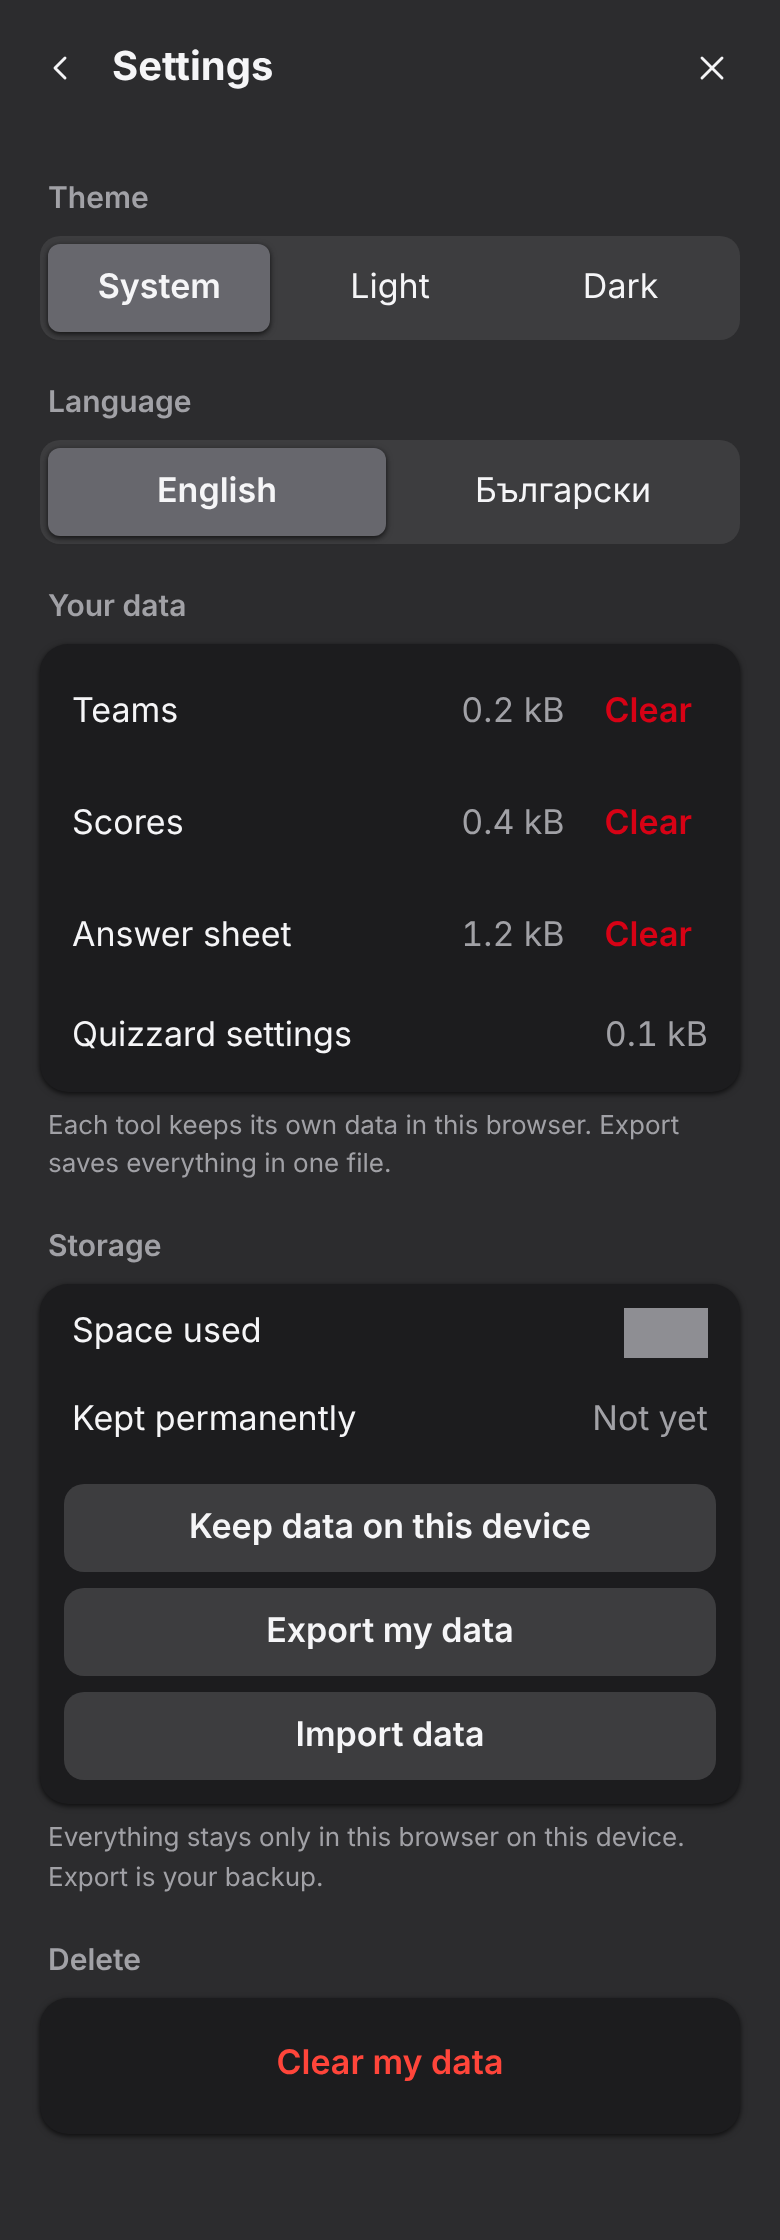 Settings
Theme
System Light Dark
Language
English Български
Your data
Teams 0.2 kB Clear
Scores 0.4 kB Clear
Answer sheet 1.2 kB Clear
Quizzard settings 0.1 kB
Each tool keeps its own data in this browser. Export
saves everything in one file.
Storage
Space used
Kept permanently Not yet
Keep data on this device
Export my data
Import data
Everything stays only in this browser on this device.
Export is your backup.
Delete
Clear my data